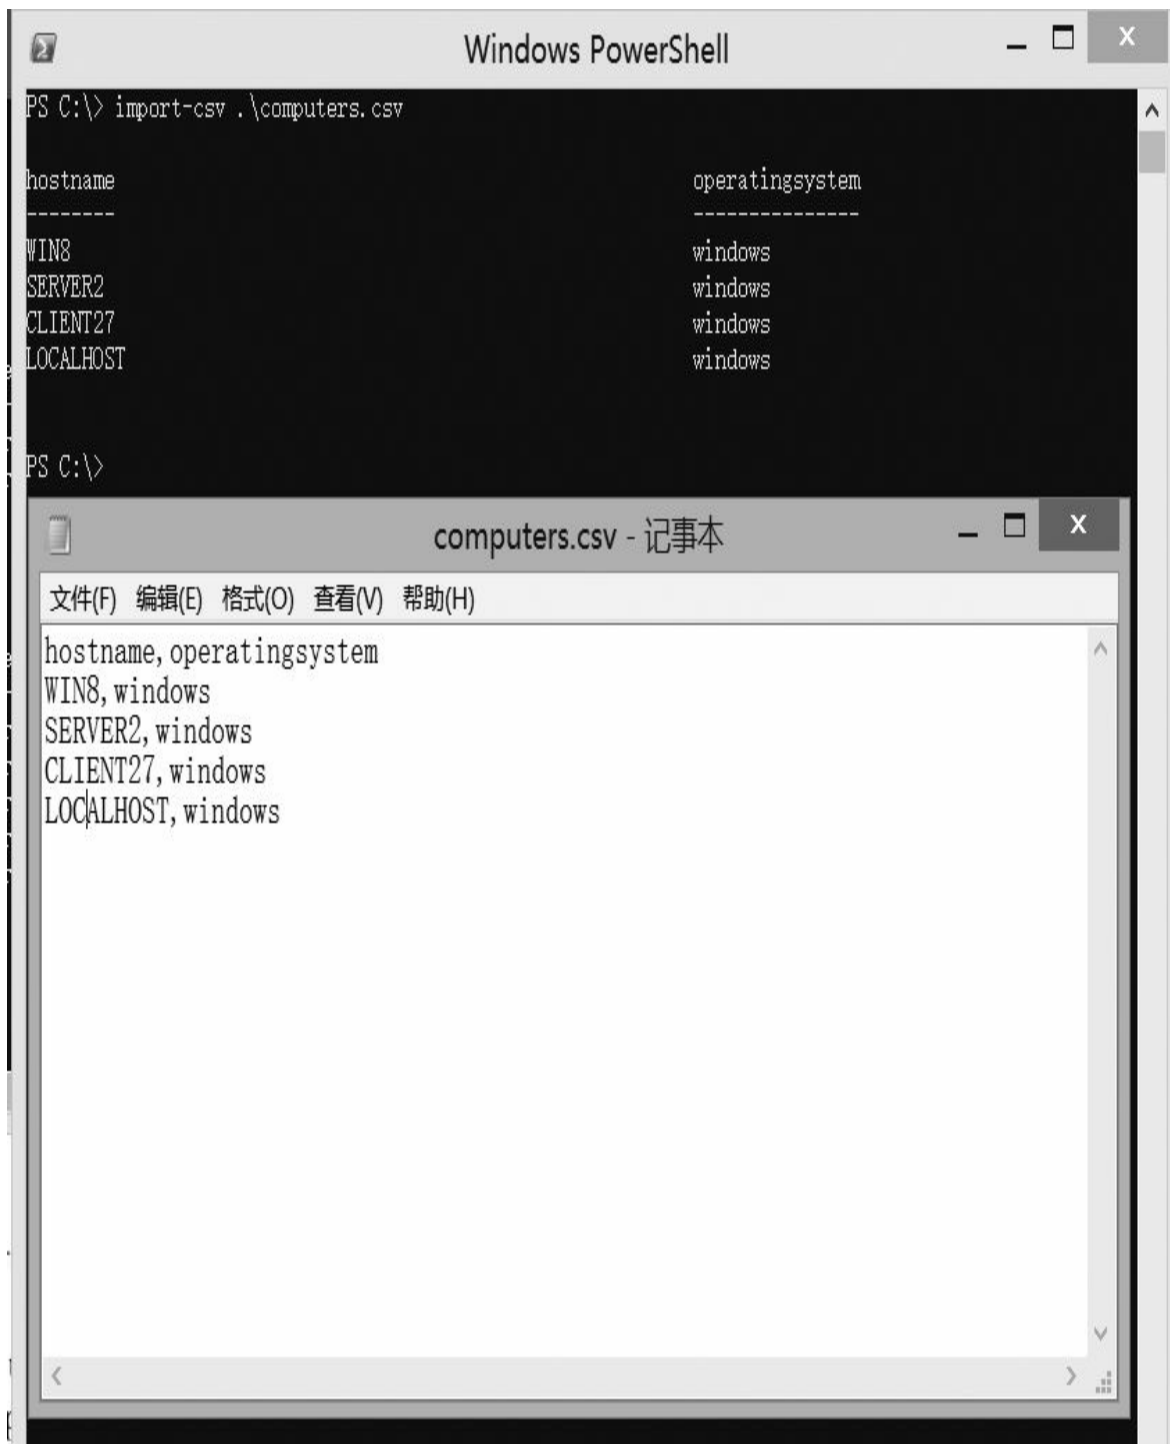 Windows PowerShell
PS C:\> import-csv .\computers.csv
hostname operatingsystem
-------- ---------------
WIN8 windows
SERVER2 windows
CLIENT27 windows
LOCALHOST windows
PS C:\>
computers.csv - 记事本
文件(F) 编辑(E) 格式(O) 查看(V) 帮助(H)
hostname,operatingsystem
WIN8,windows
SERVER2,windows
CLIENT27,windows
LOCALHOST,windows